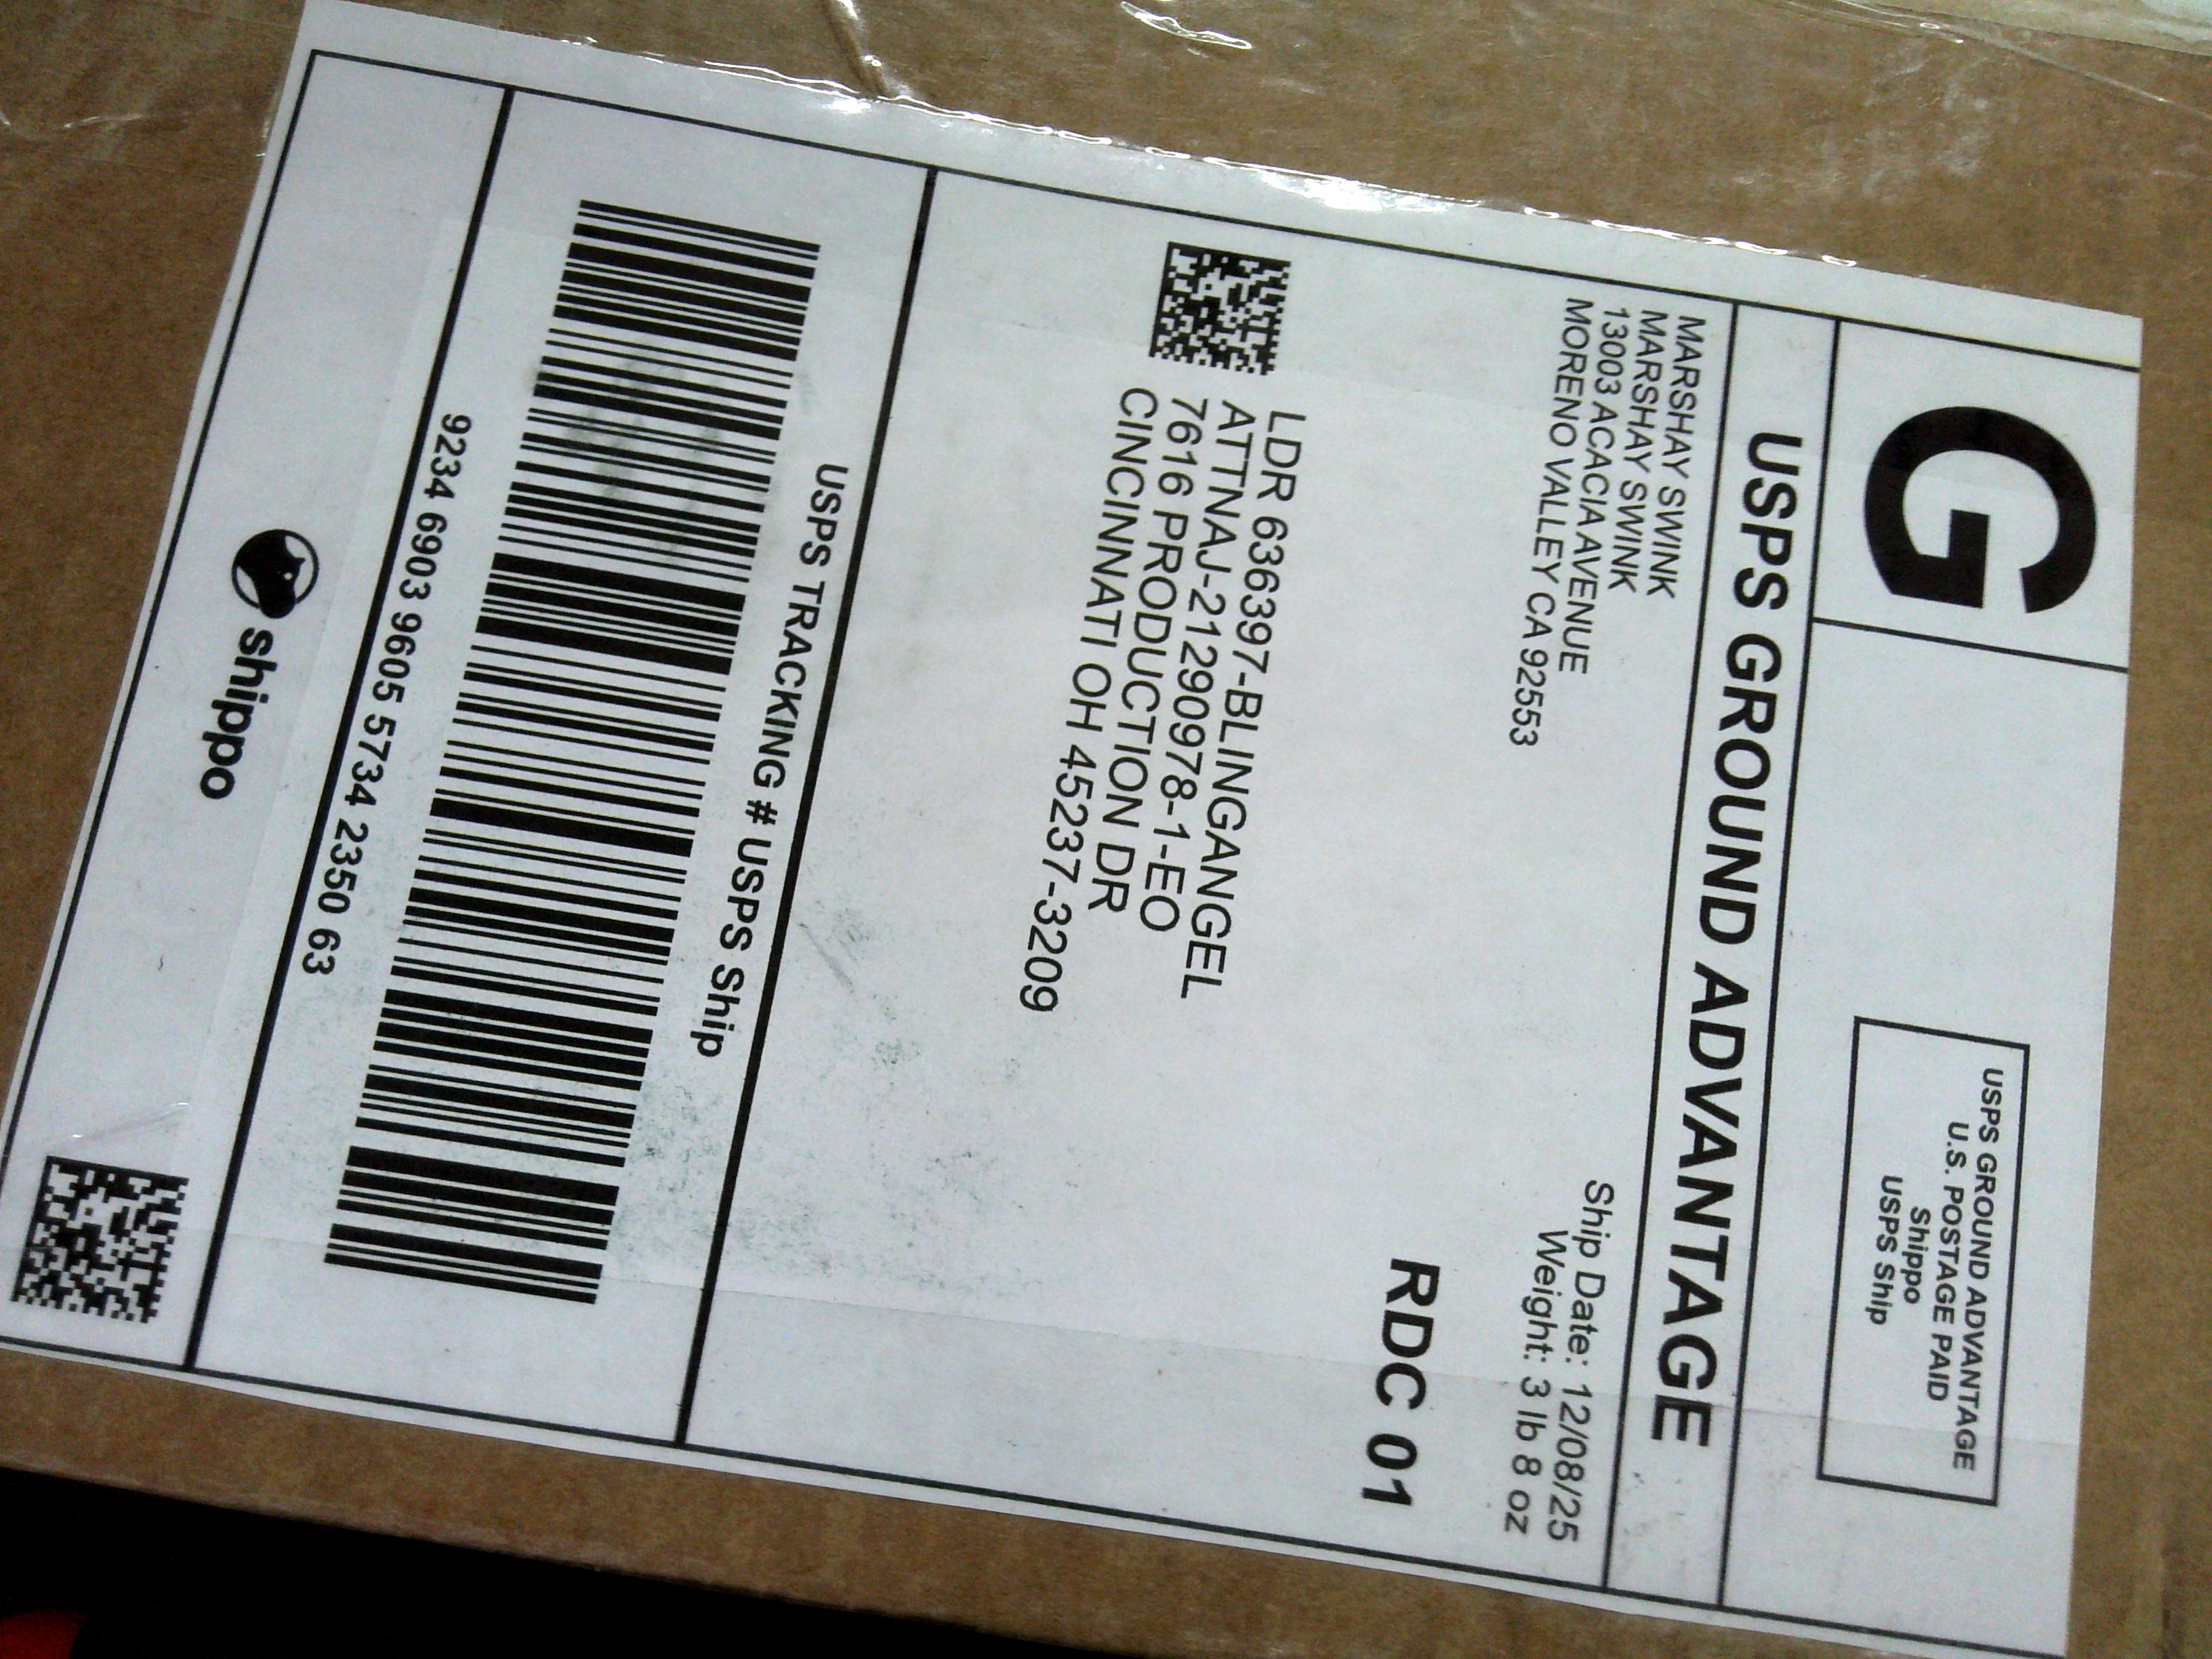 G
USPS GROUND ADVANTAGE
U.S. POSTAGE PAID
Shippo
USPS Ship
USPS GROUND ADVANTAGE
MARSHAY SWINK
MARSHAY SWINK
13003 ACACIA AVENUE
MORENO VALLEY CA 92553
Ship Date: 12/08/25
Weight: 3 lb 8 oz
RDC 01
LDR 636397-BLINGANGEL
ATTNAJ-21290978-1-EO
7616 PRODUCTION DR
CINCINNATI OH 45237-3209
USPS TRACKING # USPS Ship
9234 6903 9605 5734 2350 63
shippo